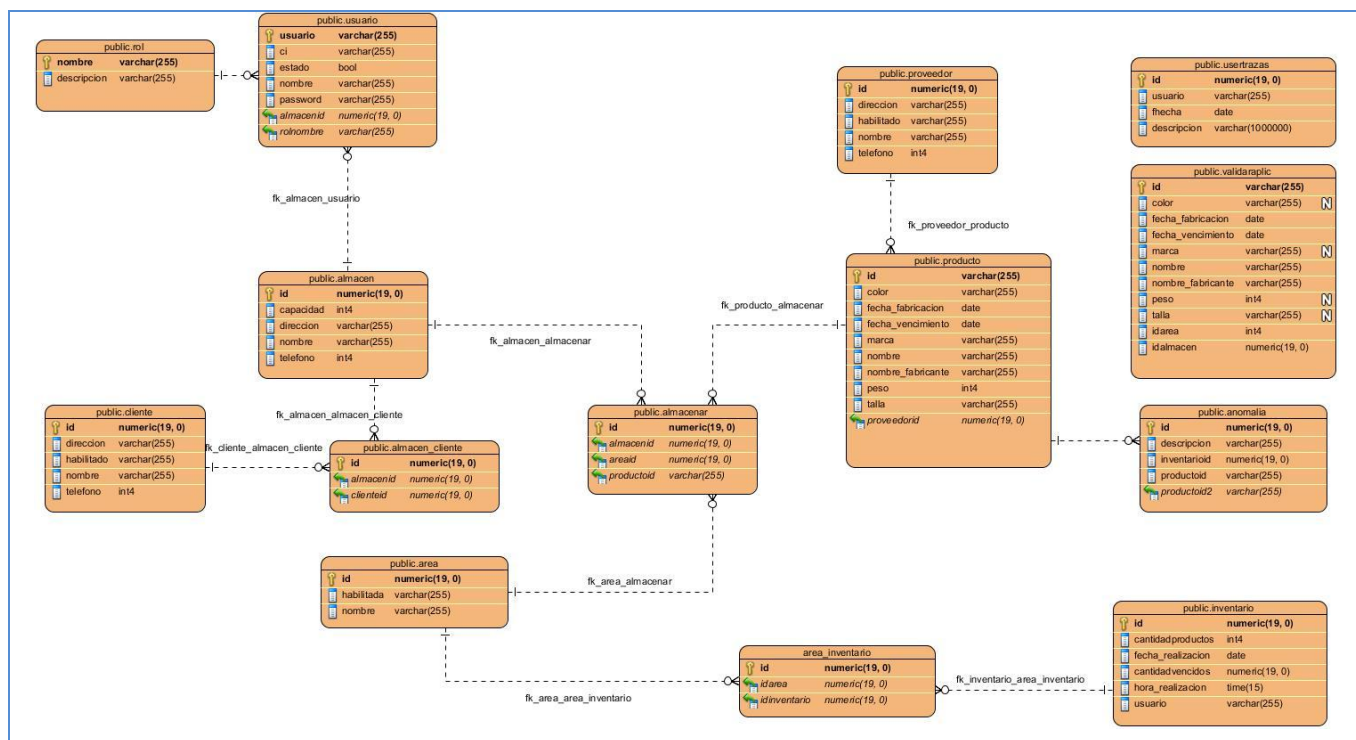 public.rol
nombre varchar(255)
descripcion varchar(255)
public.usuario
usuario varchar(255)
ci varchar(255)
estado bool
nombre varchar(255)
password varchar(255)
almacenid numeric(19, 0)
rolnombre varchar(255)
public.proveedor
id numeric(19, 0)
direccion varchar(255)
habilitado varchar(255)
nombre varchar(255)
telefono int4
public.usertrazas
id numeric(19, 0)
usuario varchar(255)
fhecha date
descripcion varchar(1000000)
fk_almacen_usuario
fk_proveedor_producto
public.validaraplic
id varchar(255)
color varchar(255) N
fecha_fabricacion date
fecha_vencimiento date
marca varchar(255) N
nombre varchar(255)
nombre_fabricante varchar(255)
peso int4 N
talla varchar(255) N
idarea int4
idalmacen numeric(19, 0)
public.almacen
id numeric(19, 0)
capacidad int4
direccion varchar(255)
nombre varchar(255)
telefono int4
fk_almacen_almacenar
fk_producto_almacenar
public.producto
id varchar(255)
color varchar(255)
fecha_fabricacion date
fecha_vencimiento date
marca varchar(255)
nombre varchar(255)
nombre_fabricante varchar(255)
peso int4
talla varchar(255)
proveedorid numeric(19, 0)
public.cliente
id numeric(19, 0)
direccion varchar(255)
habilitado varchar(255)
nombre varchar(255)
telefono int4
fk_almacen_almacen_cliente
fk_cliente_almacen_cliente
public.almacen_cliente
id numeric(19, 0)
almacenid numeric(19, 0)
clienteid numeric(19, 0)
public.almacenar
id numeric(19, 0)
almacenid numeric(19, 0)
areaid numeric(19, 0)
productoid varchar(255)
public.anomalia
id numeric(19, 0)
descripcion varchar(255)
inventarioid numeric(19, 0)
productoid varchar(255)
productoid2 varchar(255)
public.area
id numeric(19, 0)
habilitada varchar(255)
nombre varchar(255)
fk_area_almacenar
fk_area_area_inventario
area_inventario
id numeric(19, 0)
idarea numeric(19, 0)
idinventario numeric(19, 0)
fk_inventario_area_inventario
public.inventario
id numeric(19, 0)
cantidadproductos int4
fecha_realizacion date
cantidadvencidos numeric(19, 0)
hora_realizacion time(15)
usuario varchar(255)